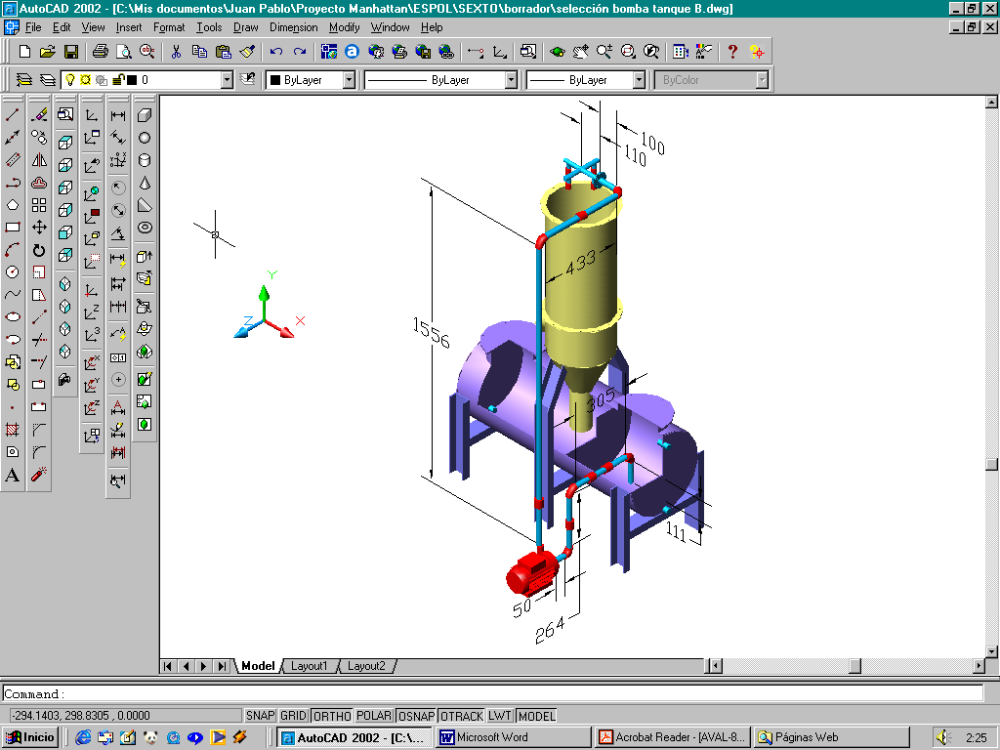 AutoCAD 2002 - [C:\Mis documentos\Juan Pablo\Proyecto Manhattan\ESPOL\SEXTO\borrador\selección bomba tanque B.dwg]
File Edit View Insert Format Tools Draw Dimension Modify Window Help
0
ByLayer
ByLayer
ByLayer
ByColor
100
110
433
1556
305
111
50
264
Y
Z
X
A
Model Layout1 Layout2
Command:
-294.1403, 298.8305 , 0.0000
SNAP GRID ORTHO POLAR OSNAP OTRACK LWT MODEL
Inicio
AutoCAD 2002 - [C:\...
Microsoft Word
Acrobat Reader - [AVAL-8...
Páginas Web
2:25